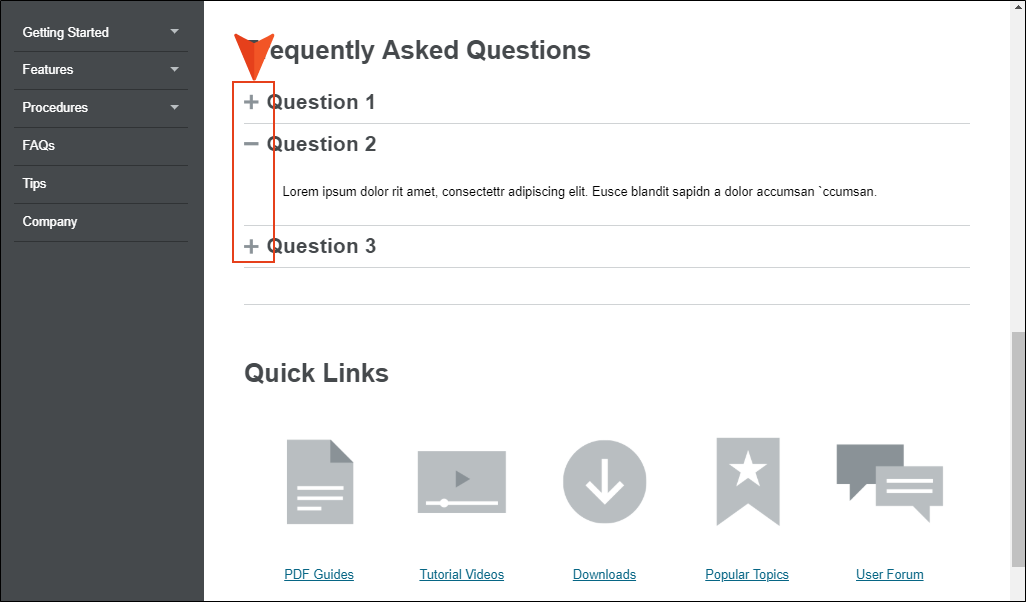 Getting Started
Features
Procedures
FAQs
Tips
Company
equently Asked Questions
Question 1
Question 2
Lorem ipsum dolor rit amet, consectettr adipiscing elit. Eusce blandit sapidn a dolor accumsan `ccumsan.
Question 3
Quick Links
PDF Guides
Tutorial Videos
Downloads
Popular Topics
User Forum